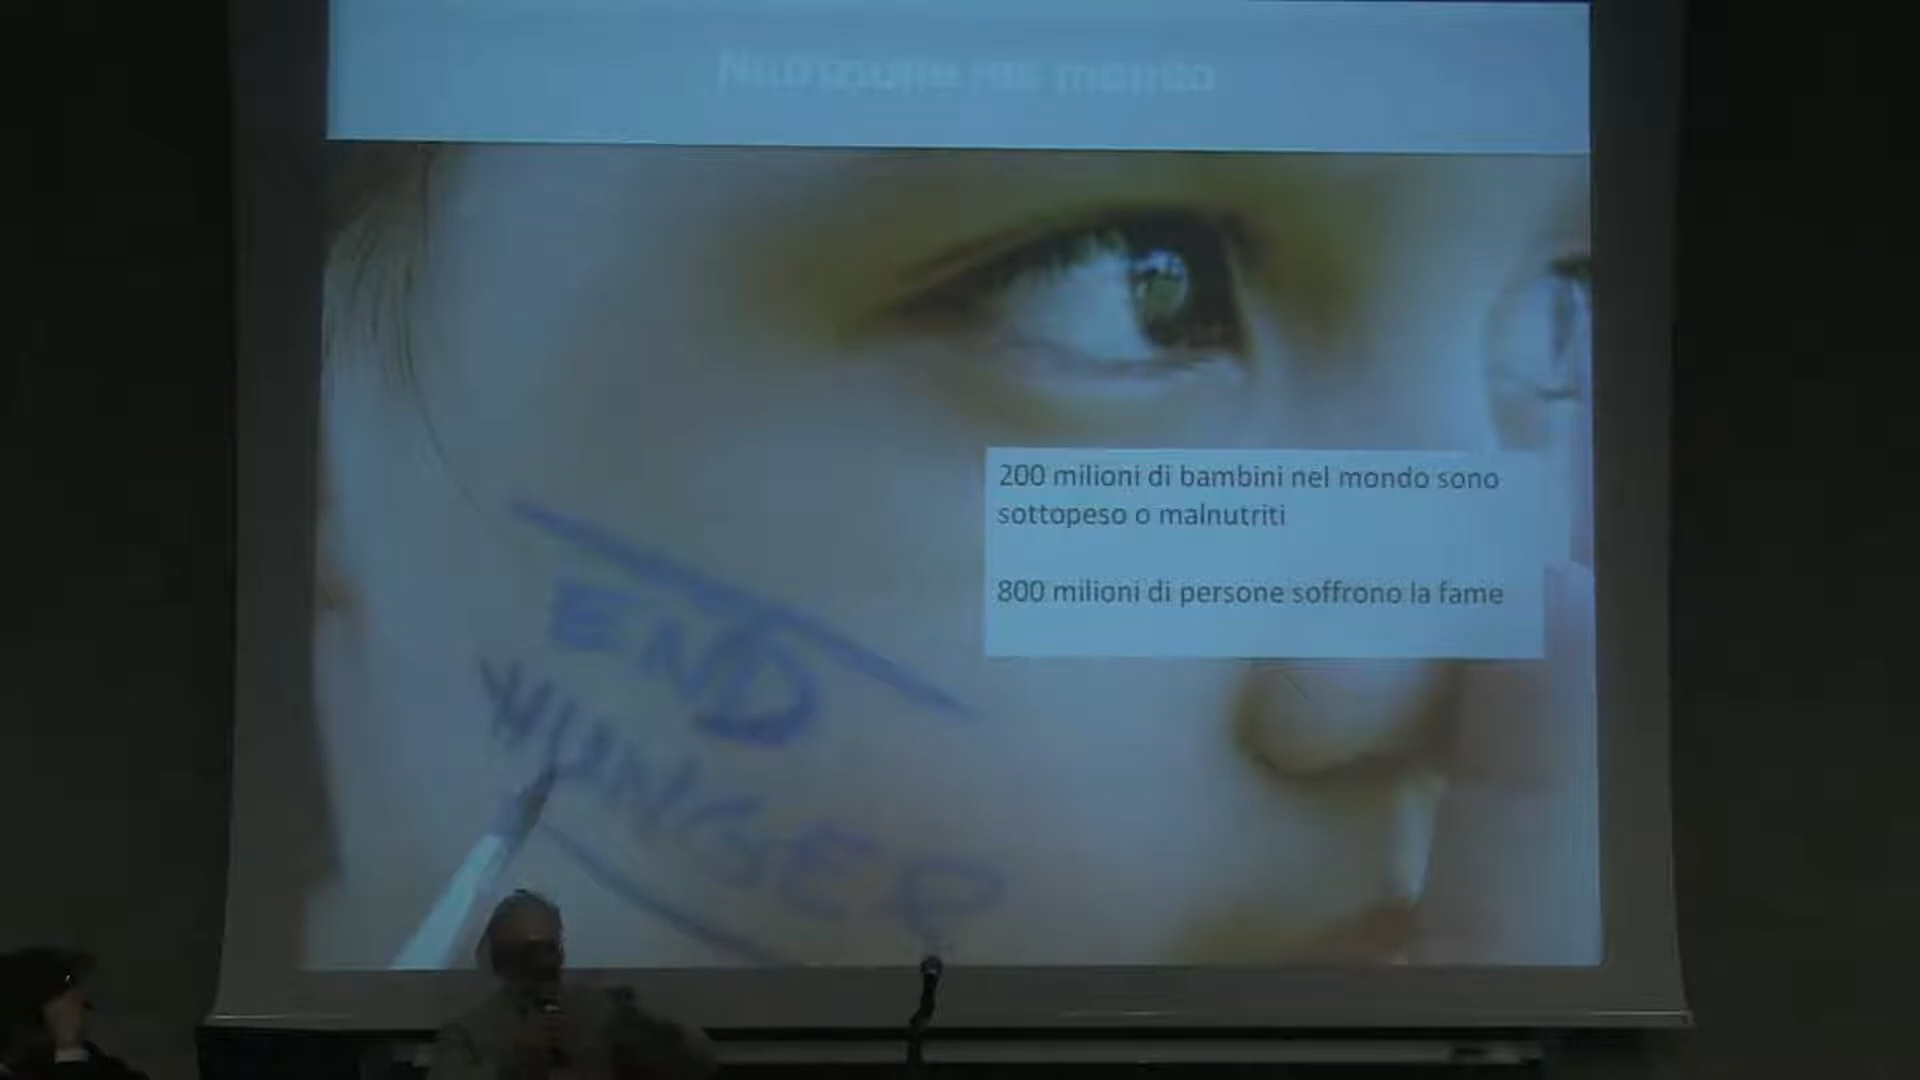 Nutrizione nel mondo
200 milioni di bambini nel mondo sono
sottopeso o malnutriti
800 milioni di persone soffrono la fame
END
HUNGER